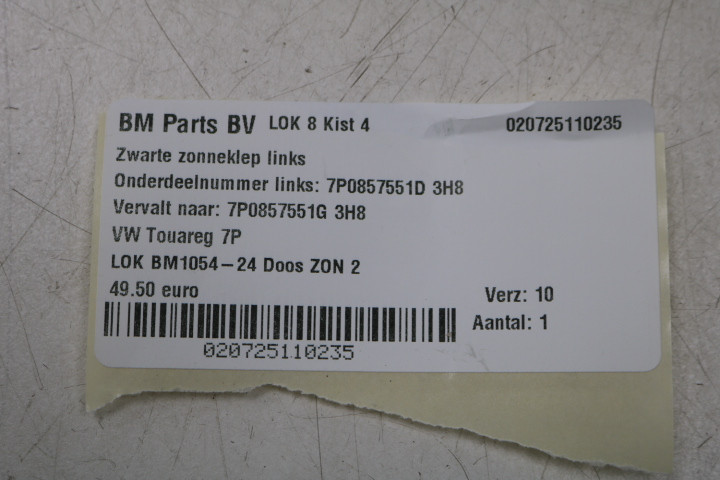 BM Parts BV LOK 8 Kist 4 020725110235
Zwarte zonneklep links
Onderdeelnummer links: 7P0857551D 3H8
Vervalt naar: 7P0857551G 3H8
VW Touareg 7P
LOK BM1054-24 Doos ZON 2
49.50 euro Verz: 10
Aantal: 1
020725110235